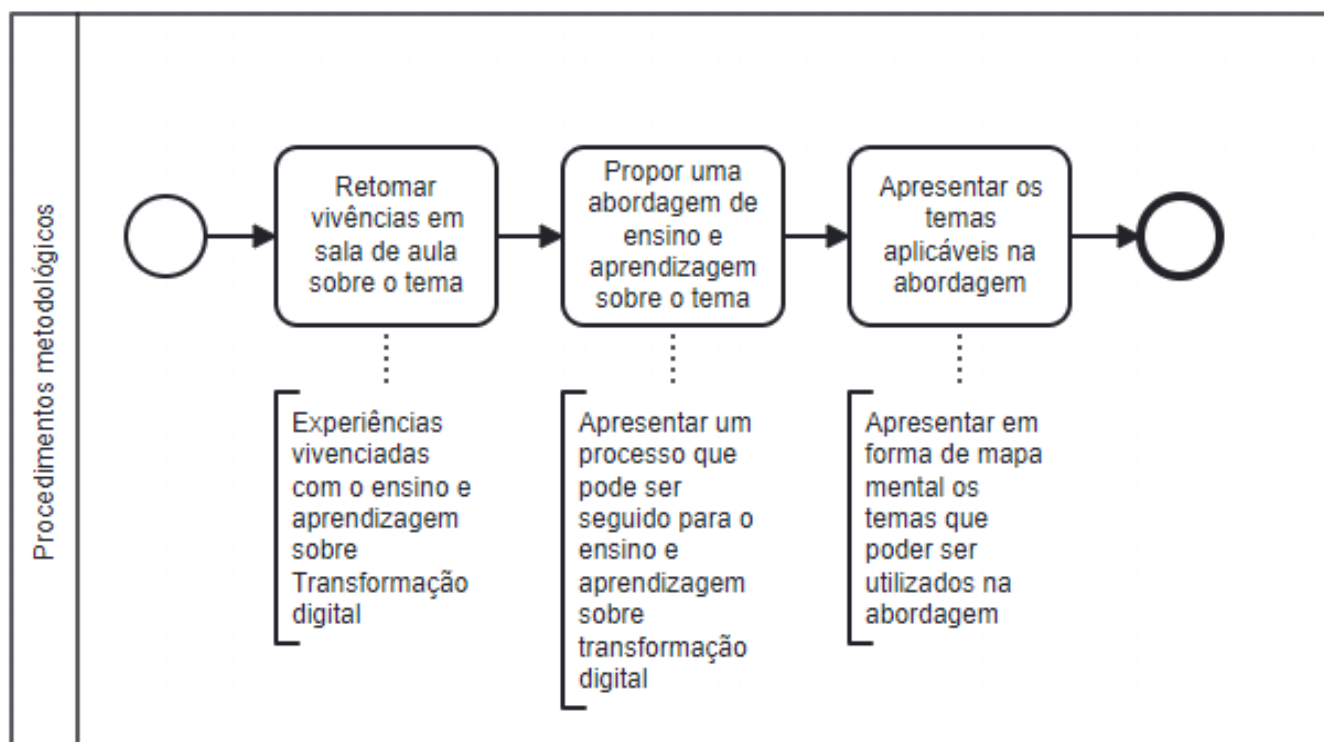 Procedimentos metodológicos
Retomar
vivências em
sala de aula
sobre o tema
Propor uma
abordagem de
ensino e
aprendizagem
sobre o tema
Apresentar os
temas
aplicáveis na
abordagem
Experiências
vivenciadas
com o ensino e
aprendizagem
sobre
Transformação
digital
Apresentar um
processo que
pode ser
seguido para o
ensino e
aprendizagem
sobre
transformação
digital
Apresentar em
forma de mapa
mental os
temas que
poder ser
utilizados na
abordagem